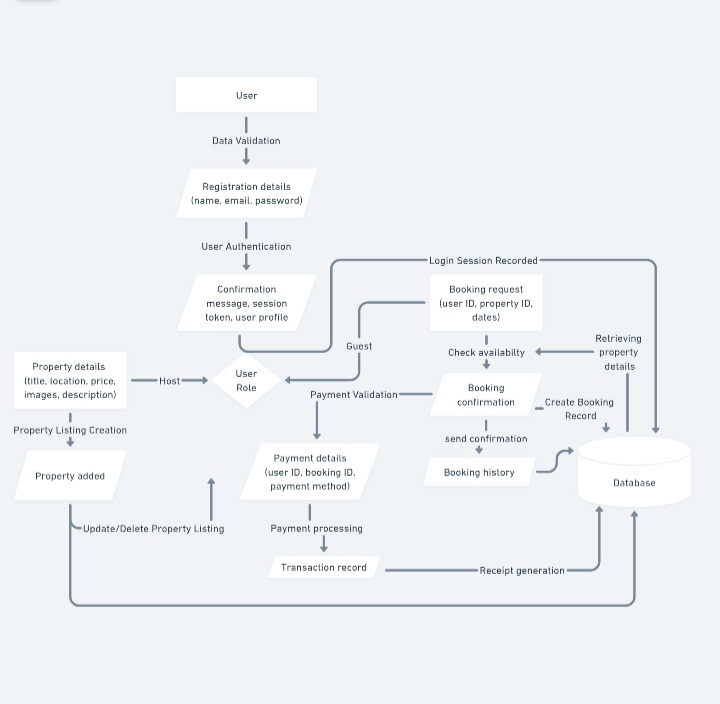 User
Data Validation
Registration details
(name, email, password)
User Authentication
Confirmation
message, session
token, user profile
Login Session Recorded
Booking request
(user ID, property ID,
dates)
Guest
Check availabilty
Retrieving
property
details
Property details
(title, location, price,
images, description)
Host
User
Role
Payment Validation
Booking
confirmation
Create Booking
Record
Property Listing Creation
send confirmation
Property added
Payment details
(user ID, booking ID,
payment method)
Booking history
Database
Update/Delete Property Listing
Payment processing
Transaction record
Receipt generation